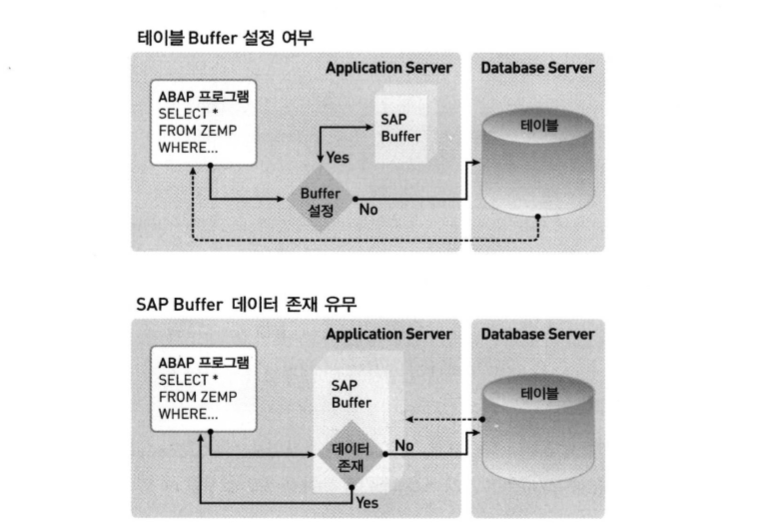 테이블 Buffer 설정 여부
Application Server
Database Server
ABAP 프로그램
SELECT *
FROM ZEMP
WHERE...
SAP
Buffer
테이블
Yes
Buffer
설정
No
SAP Buffer 데이터 존재 유무
Application Server
Database Server
ABAP 프로그램
SELECT *
FROM ZEMP
WHERE...
SAP
Buffer
테이블
데이터
존재
No
Yes